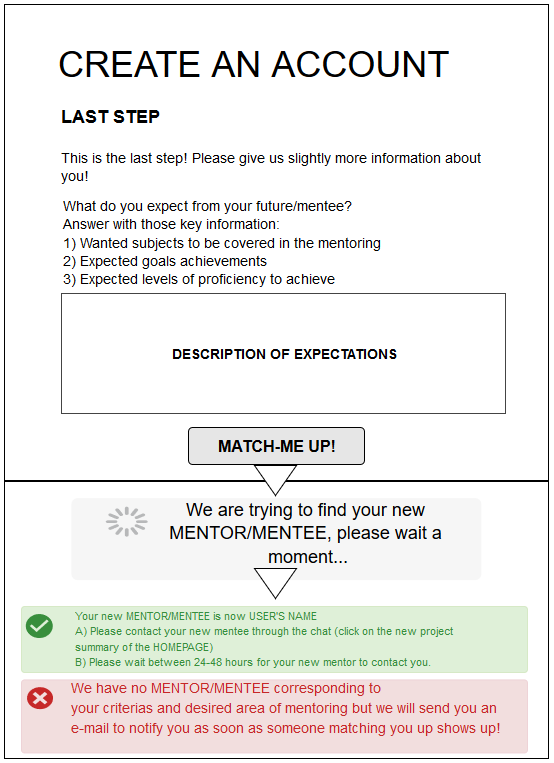 CREATE AN ACCOUNT
LAST STEP
This is the last step! Please give us slightly more information about
you!
What do you expect from your future/mentee?
Answer with those key information:
1) Wanted subjects to be covered in the mentoring
2) Expected goals achievements
3) Expected levels of proficiency to achieve
DESCRIPTION OF EXPECTATIONS
MATCH-ME UP!
We are trying to find your new
MENTOR/MENTEE, please wait a
moment...
Your new MENTOR/MENTEE is now USER'S NAME
A) Please contact your new mentee through the chat (click on the new project
summary of the HOMEPAGE)
B) Please wait between 24-48 hours for your new mentor to contact you.
We have no MENTOR/MENTEE corresponding to
your criterias and desired area of mentoring but we will send you an
e-mail to notify you as soon as someone matching you up shows up!